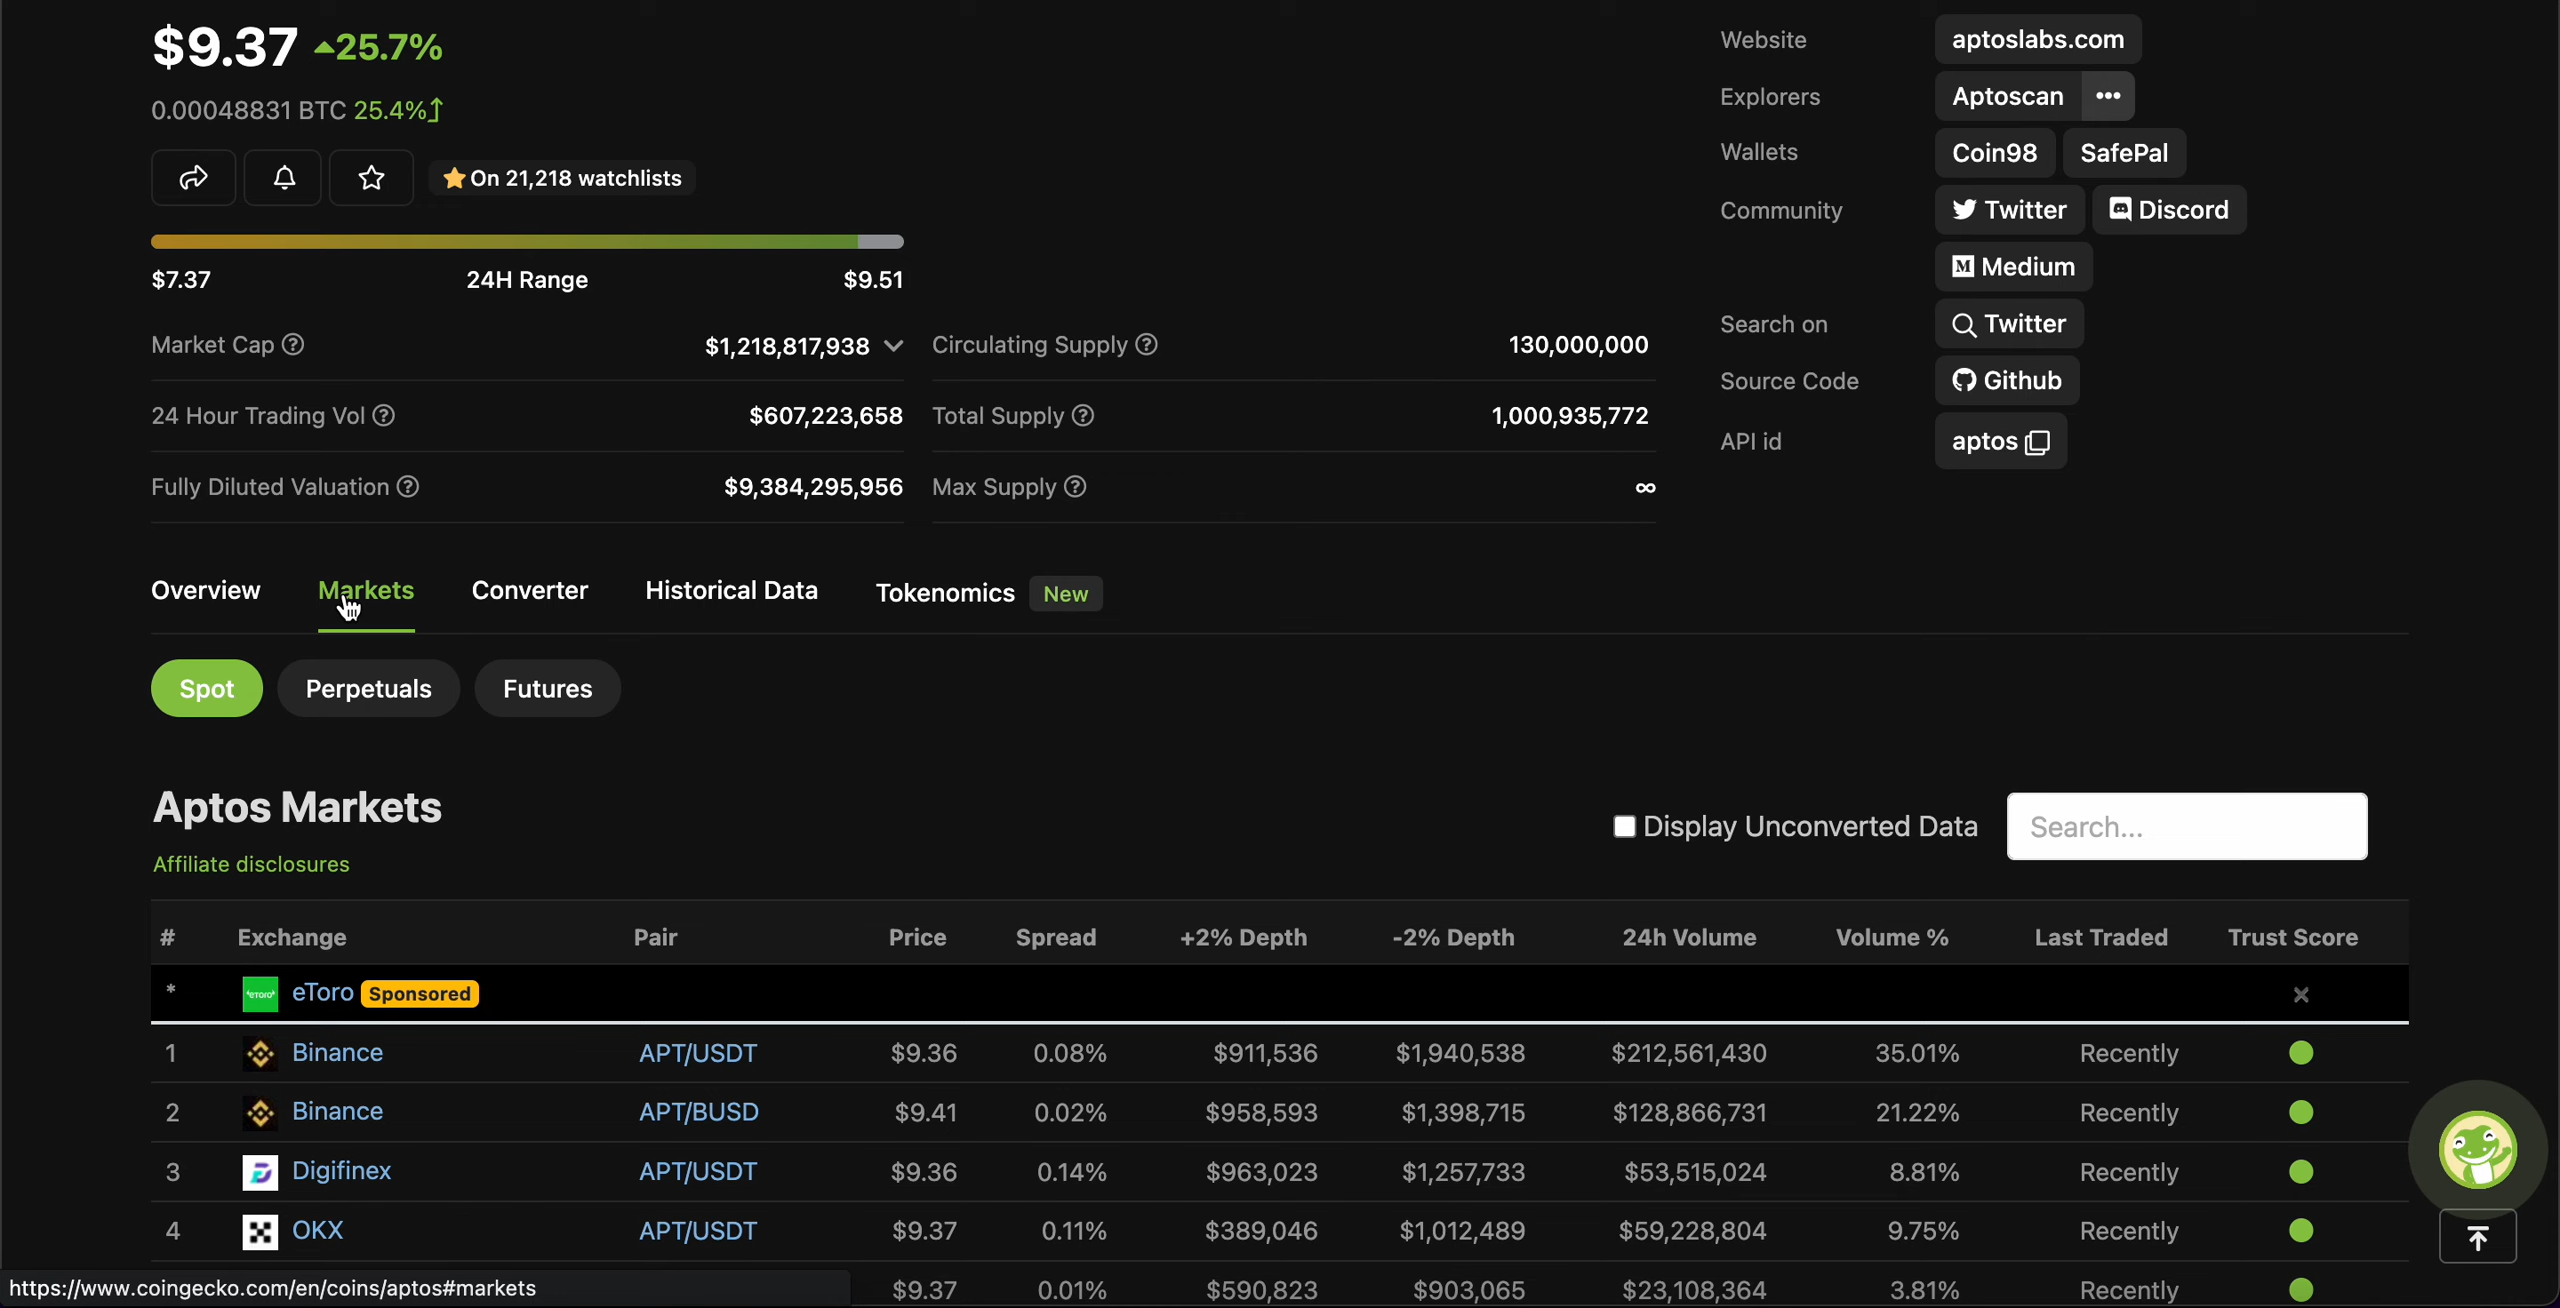 $9.37 25.7%
0.00048831 BTC 25.4%
On 21,218 watchlists
$7.37 24H Range $9.51
Market Cap $1,218,817,938
24 Hour Trading Vol $607,223,658
Fully Diluted Valuation $9,384,295,956
Circulating Supply 130,000,000
Total Supply 1,000,935,772
Max Supply ∞
Website aptoslabs.com
Explorers Aptoscan •••
Wallets Coin98 SafePal
Community Twitter Discord
Medium
Search on Twitter
Source Code Github
API id aptos
Overview Markets Converter Historical Data Tokenomics New
Spot Perpetuals Futures
Aptos Markets
Affiliate disclosures
Display Unconverted Data Search...
# Exchange Pair Price Spread +2% Depth -2% Depth 24h Volume Volume % Last Traded Trust Score
* eToro eToro Sponsored ×
1 Binance APT/USDT $9.36 0.08% $911,536 $1,940,538 $212,561,430 35.01% Recently
2 Binance APT/BUSD $9.41 0.02% $958,593 $1,398,715 $128,866,731 21.22% Recently
3 Digifinex APT/USDT $9.36 0.14% $963,023 $1,257,733 $53,515,024 8.81% Recently
4 OKX APT/USDT $9.37 0.11% $389,046 $1,012,489 $59,228,804 9.75% Recently
$9.37 0.01% $590,823 $903,065 $23,108,364 3.81% Recently
https://www.coingecko.com/en/coins/aptos#markets